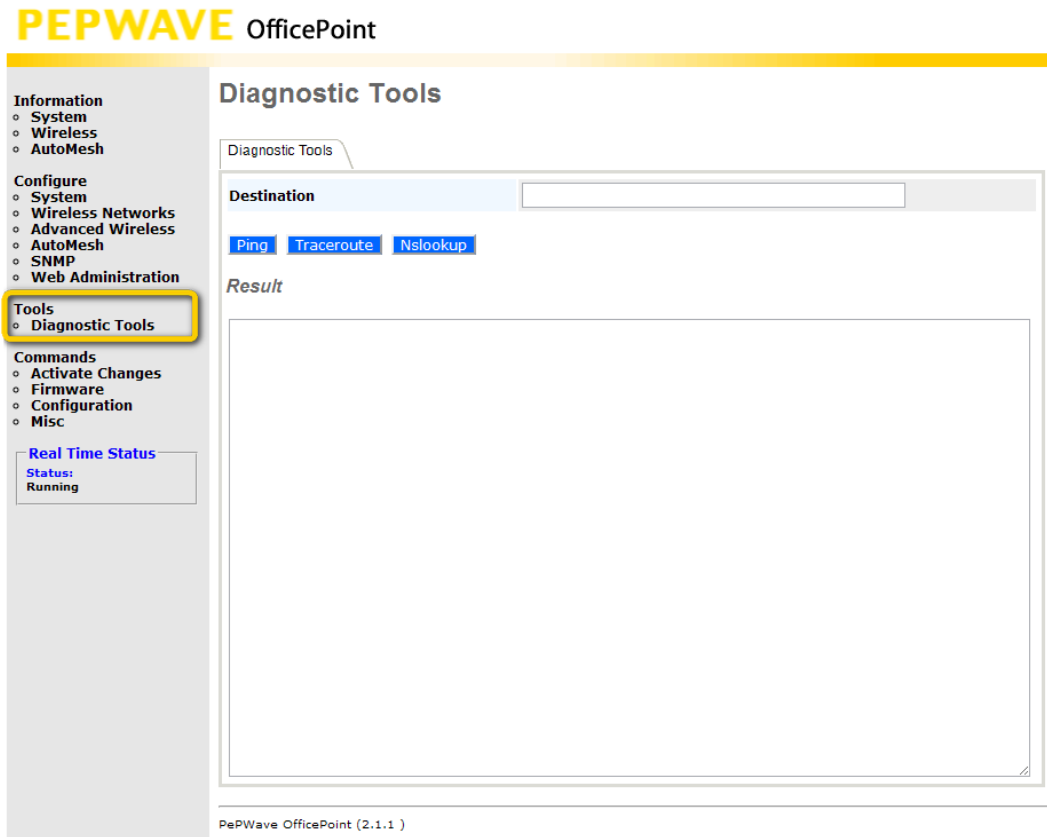 PEPWAVE OfficePoint
Information
System
Wireless
AutoMesh
Configure
System
Wireless Networks
Advanced Wireless
AutoMesh
SNMP
Web Administration
Tools
Diagnostic Tools
Commands
Activate Changes
Firmware
Configuration
Misc
Real Time Status
Status:
Running
Diagnostic Tools
Diagnostic Tools
Destination
Ping Traceroute Nslookup
Result
PePWave OfficePoint (2.1.1 )